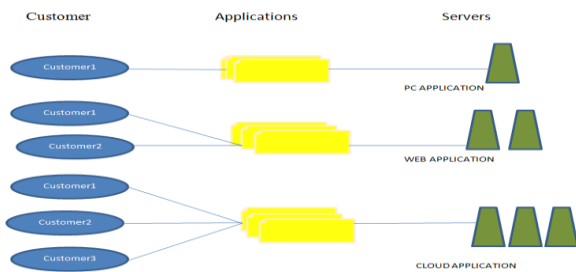 Customer Applications Servers
Customer1
PC APPLICATION
Customer1
Customer2
WEB APPLICATION
Customer1
Customer2
Customer3
CLOUD APPLICATION